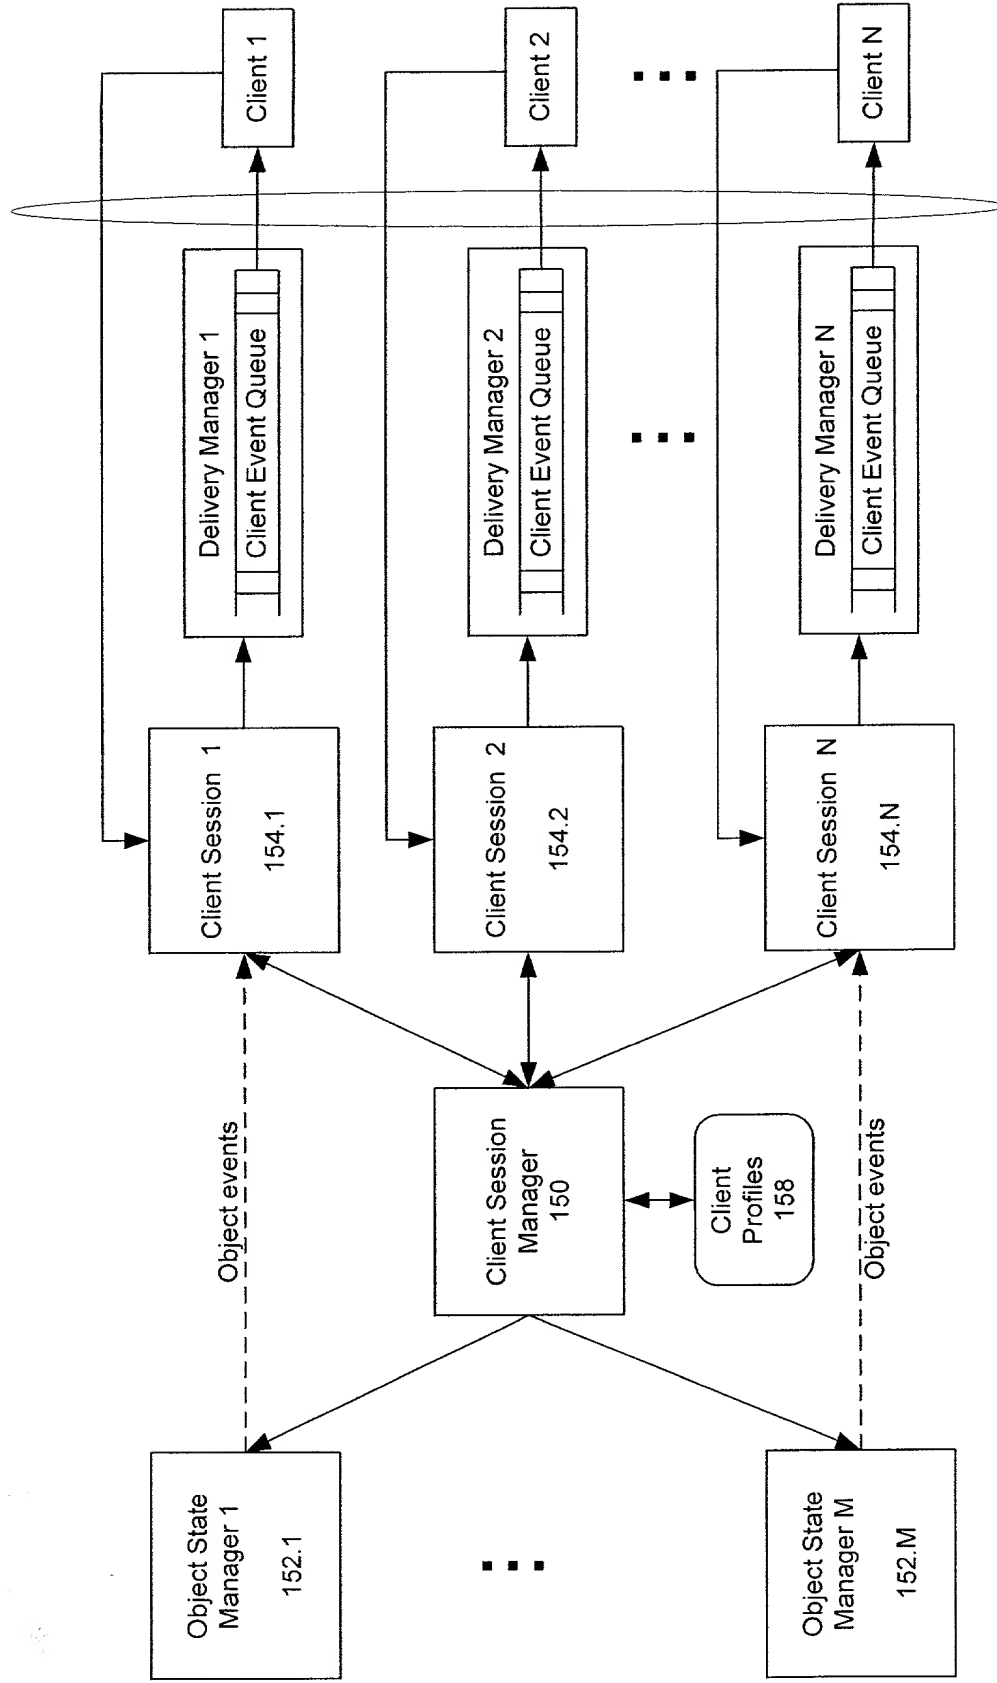 Object State
Manager 1
152.1
Object events
Client Session 1
154.1
Delivery Manager 1
Client Event Queue
Client 1
Client Session
Manager
150
Client
Profiles
158
Client Session 2
154.2
Delivery Manager 2
Client Event Queue
Client 2
Object State
Manager M
152.M
Object events
Client Session N
154.N
Delivery Manager N
Client Event Queue
Client N